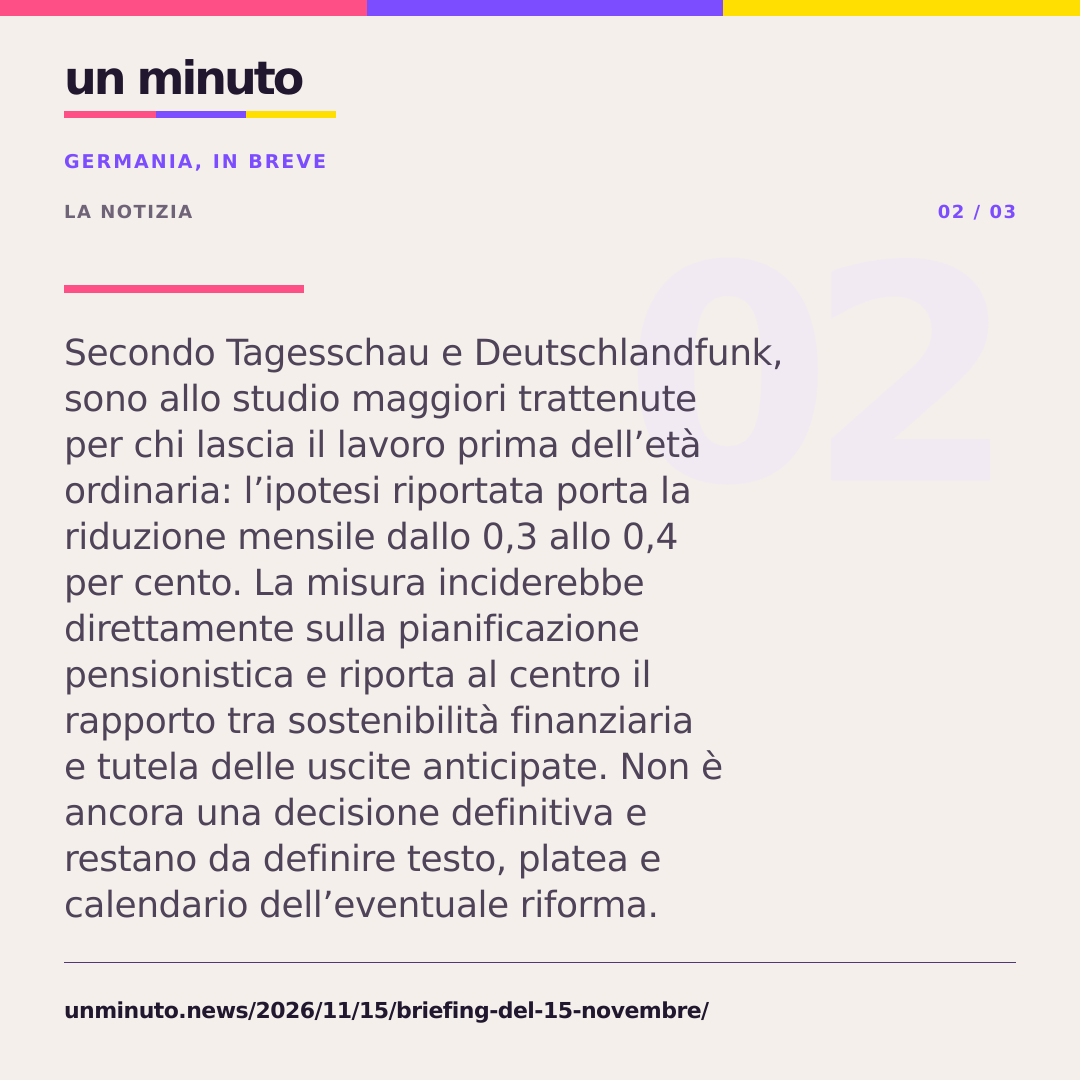 un minuto
GERMANIA, IN BREVE
LA NOTIZIA
02 / 03
02
Secondo Tagesschau e Deutschlandfunk,
sono allo studio maggiori trattenute
per chi lascia il lavoro prima dell’età
ordinaria: l’ipotesi riportata porta la
riduzione mensile dallo 0,3 allo 0,4
per cento. La misura inciderebbe
direttamente sulla pianificazione
pensionistica e riporta al centro il
rapporto tra sostenibilità finanziaria
e tutela delle uscite anticipate. Non è
ancora una decisione definitiva e
restano da definire testo, platea e
calendario dell’eventuale riforma.
unminuto.news/2026/11/15/briefing-del-15-novembre/